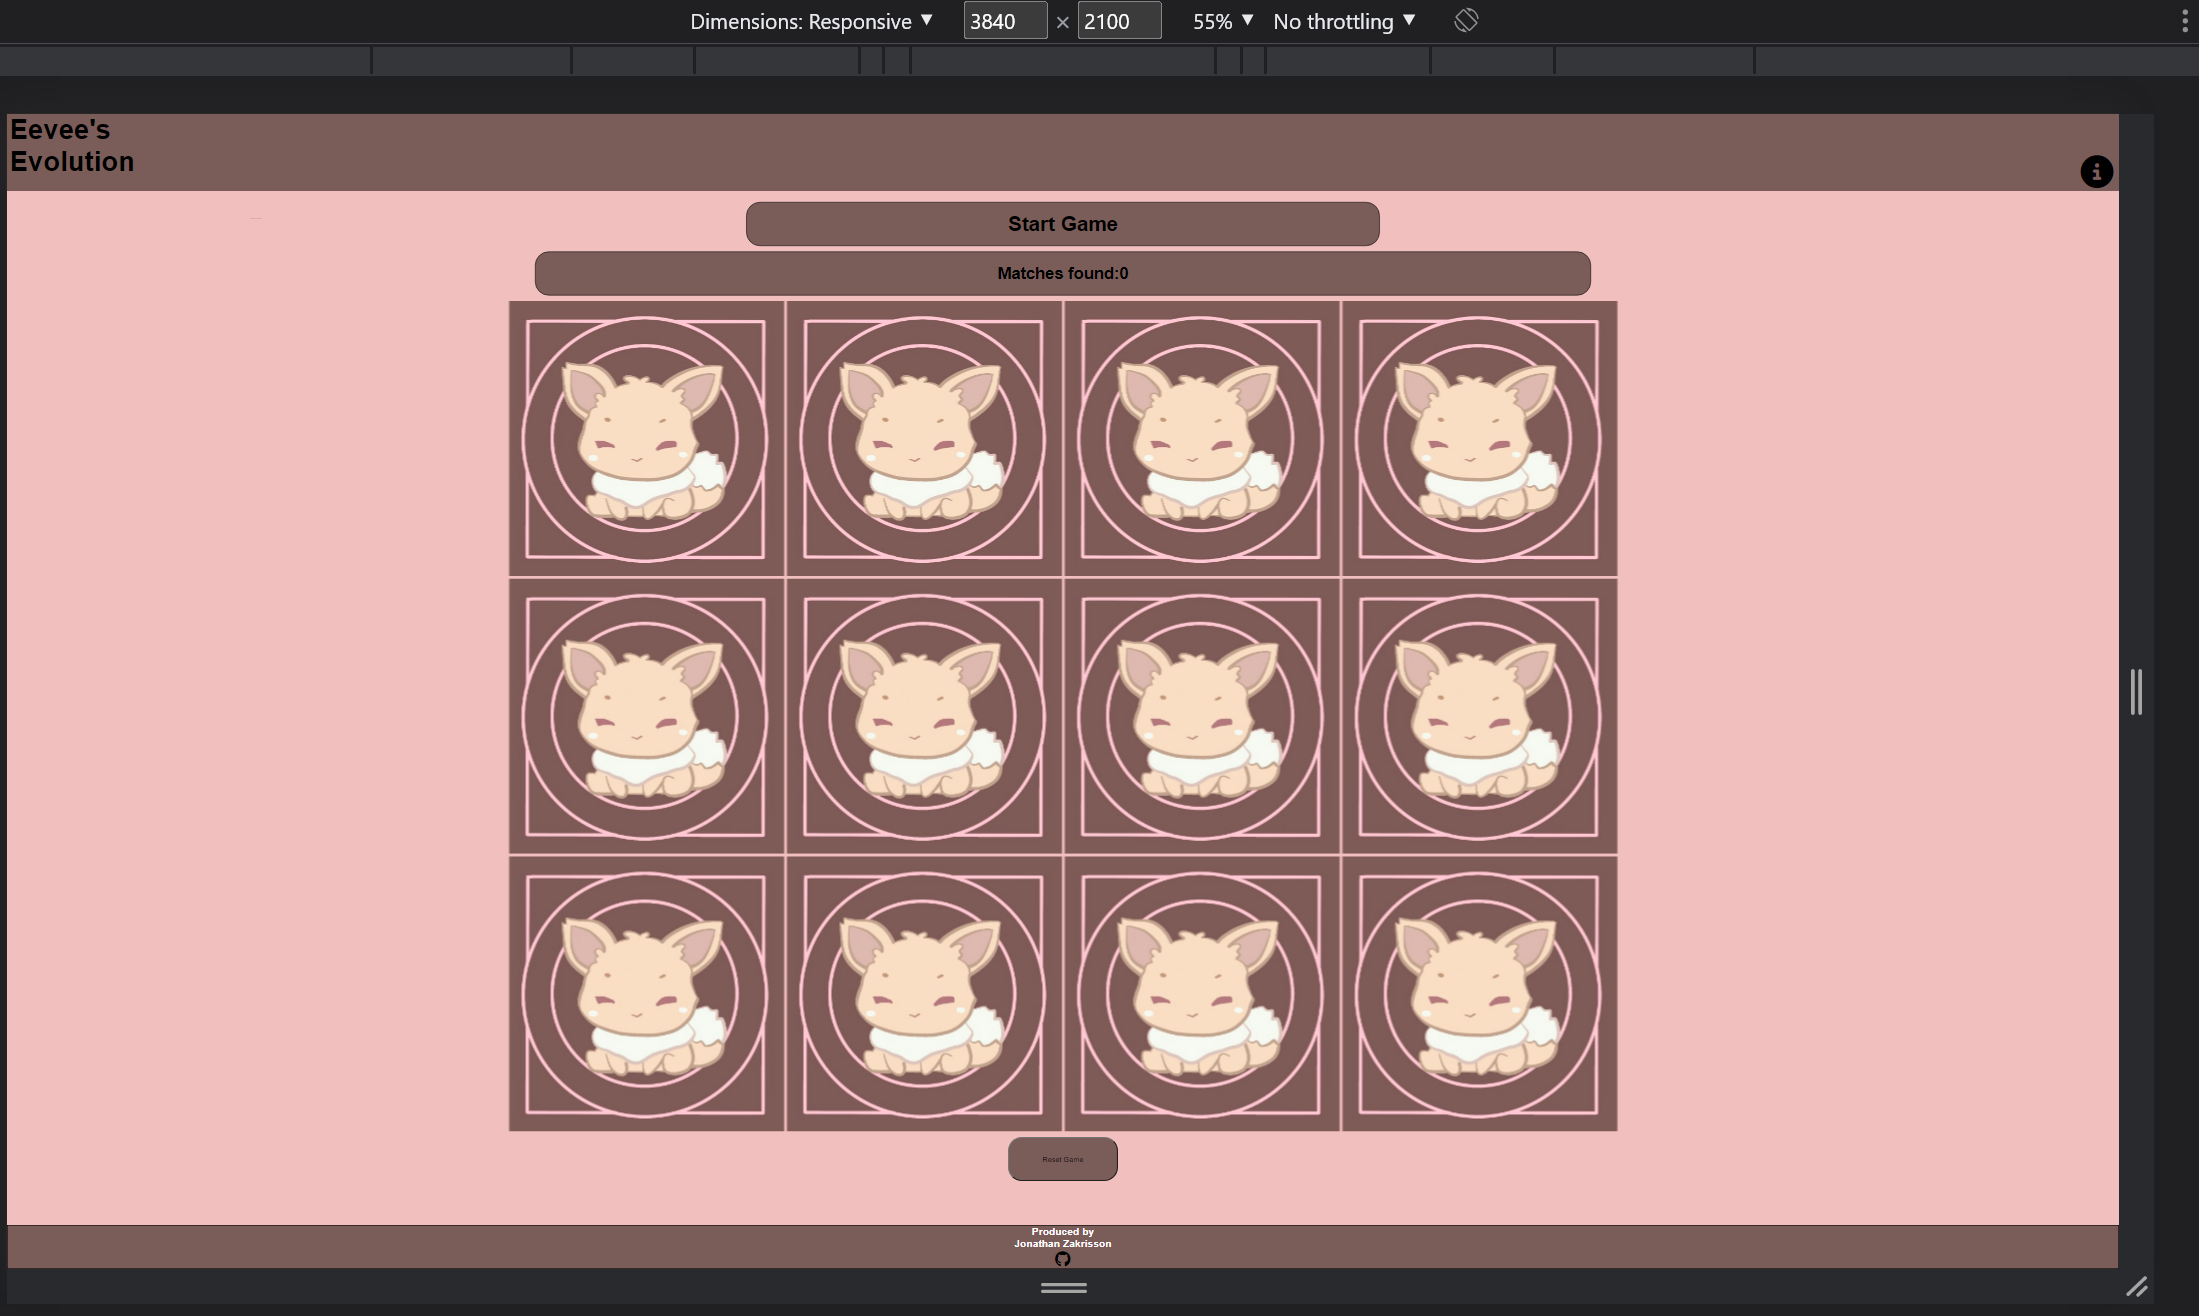 Dimensions: Responsive ▼ 3840 × 2100 55% ▼ No throttling ▼
Eevee's
Evolution
Start Game
Matches found:0
Reset Game
Produced by
Jonathan Zakrisson